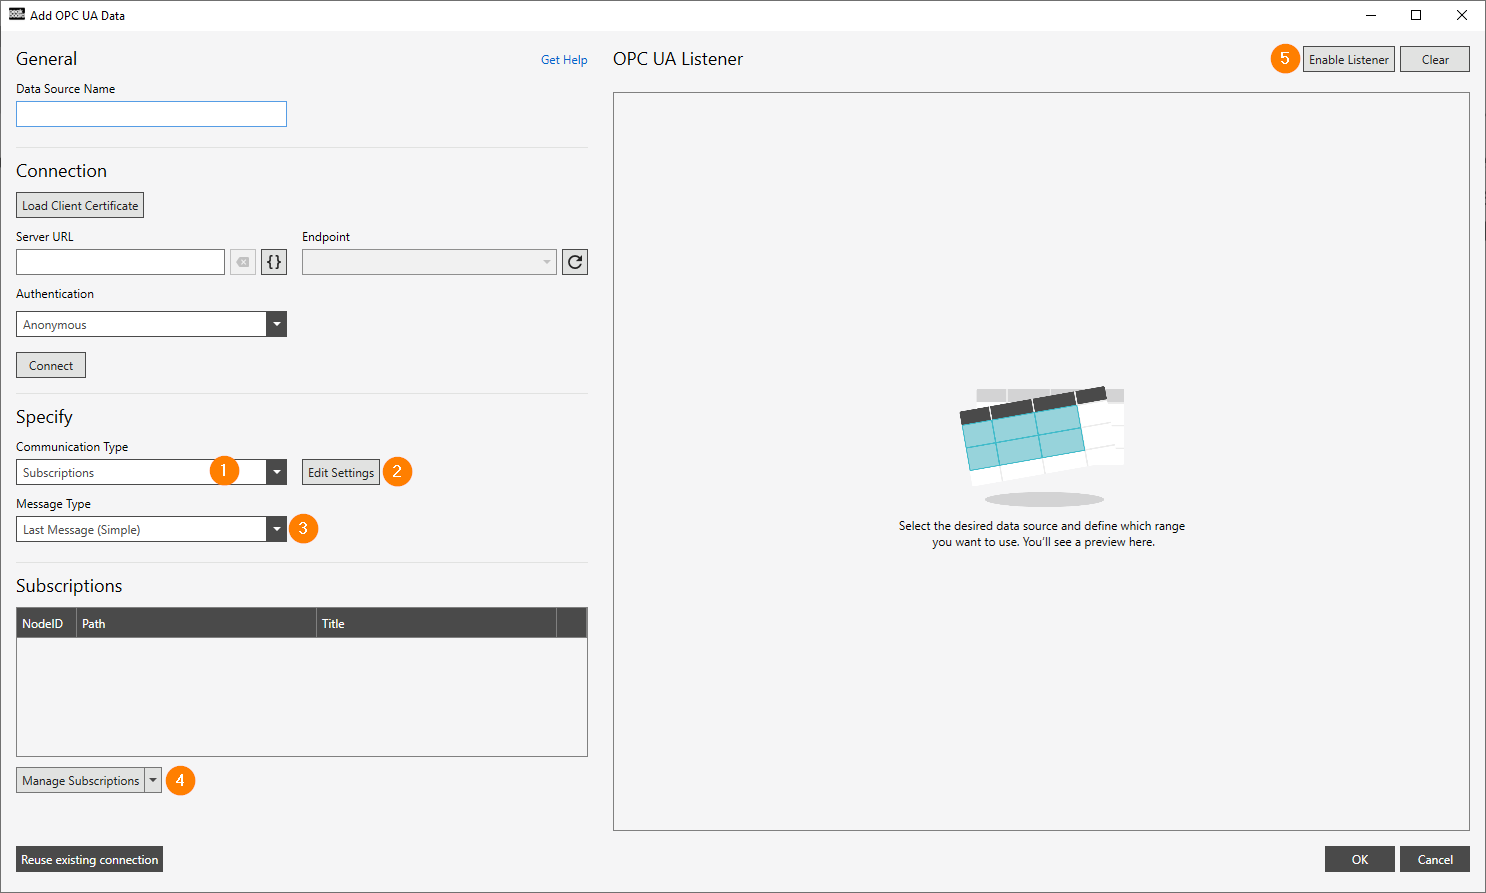 Add OPC UA Data
General
Get Help
Data Source Name
Connection
Load Client Certificate
Server URL
Endpoint
{}
Authentication
Anonymous
Connect
Specify
Communication Type
Subscriptions
1
Edit Settings
2
Message Type
Last Message (Simple)
3
Subscriptions
NodeID Path Title
Manage Subscriptions
4
Reuse existing connection
OPC UA Listener
5
Enable Listener
Clear
Select the desired data source and define which range
you want to use. You'll see a preview here.
OK
Cancel